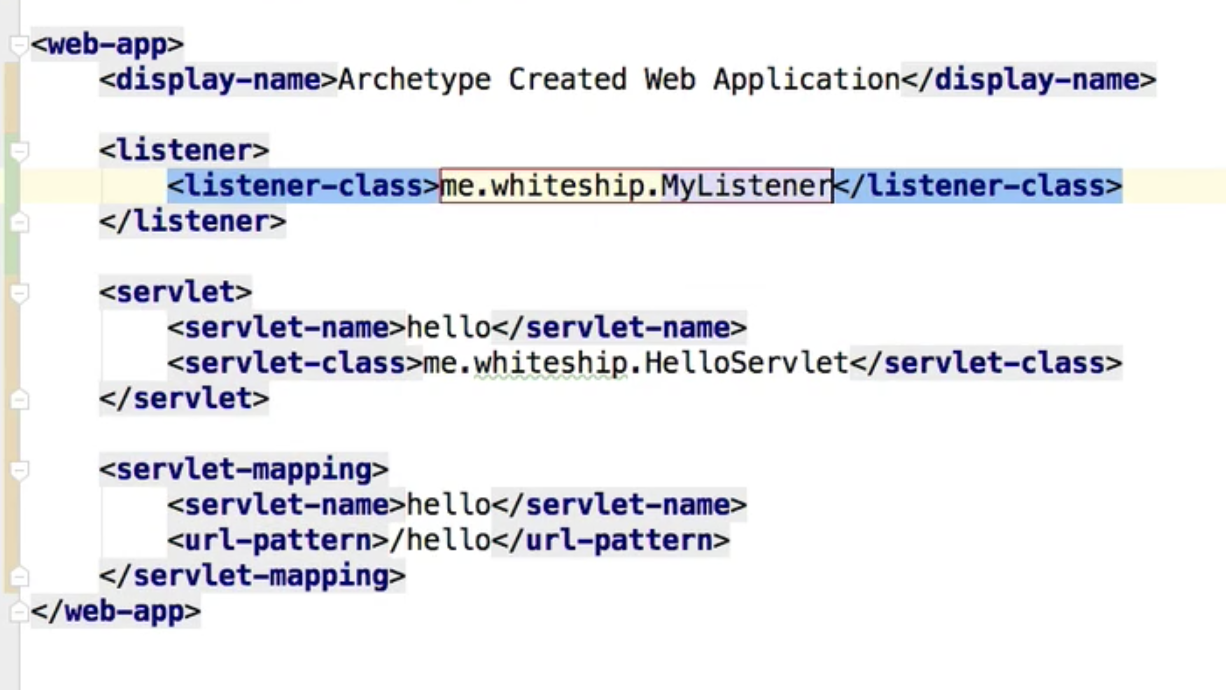 <web-app>
<display-name>Archetype Created Web Application</display-name>
<listener>
<listener-class>me.whiteship.MyListener</listener-class>
</listener>
<servlet>
<servlet-name>hello</servlet-name>
<servlet-class>me.whiteship.HelloServlet</servlet-class>
</servlet>
<servlet-mapping>
<servlet-name>hello</servlet-name>
<url-pattern>/hello</url-pattern>
</servlet-mapping>
</web-app>